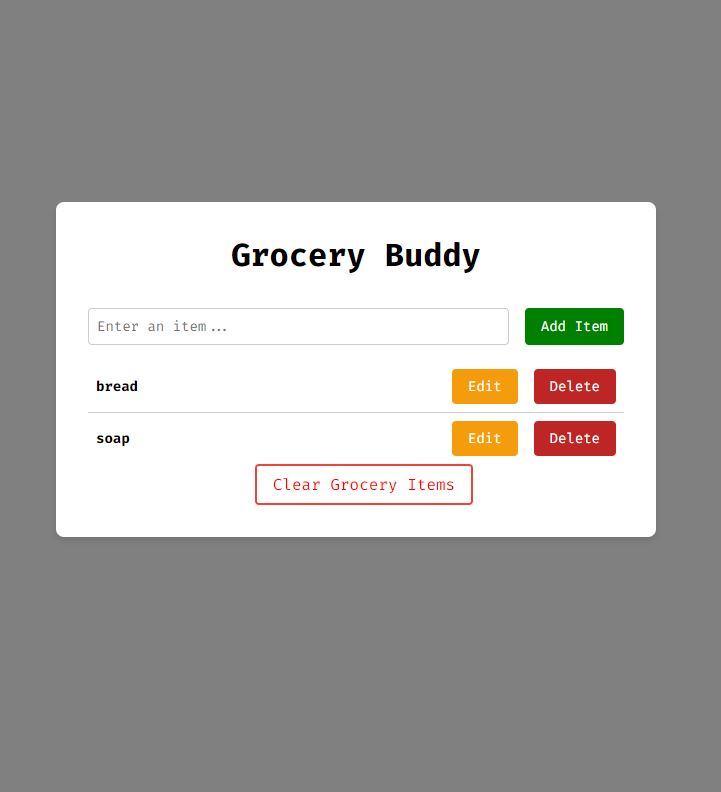 Grocery Buddy
Enter an item... Add Item
bread Edit Delete
soap Edit Delete
Clear Grocery Items